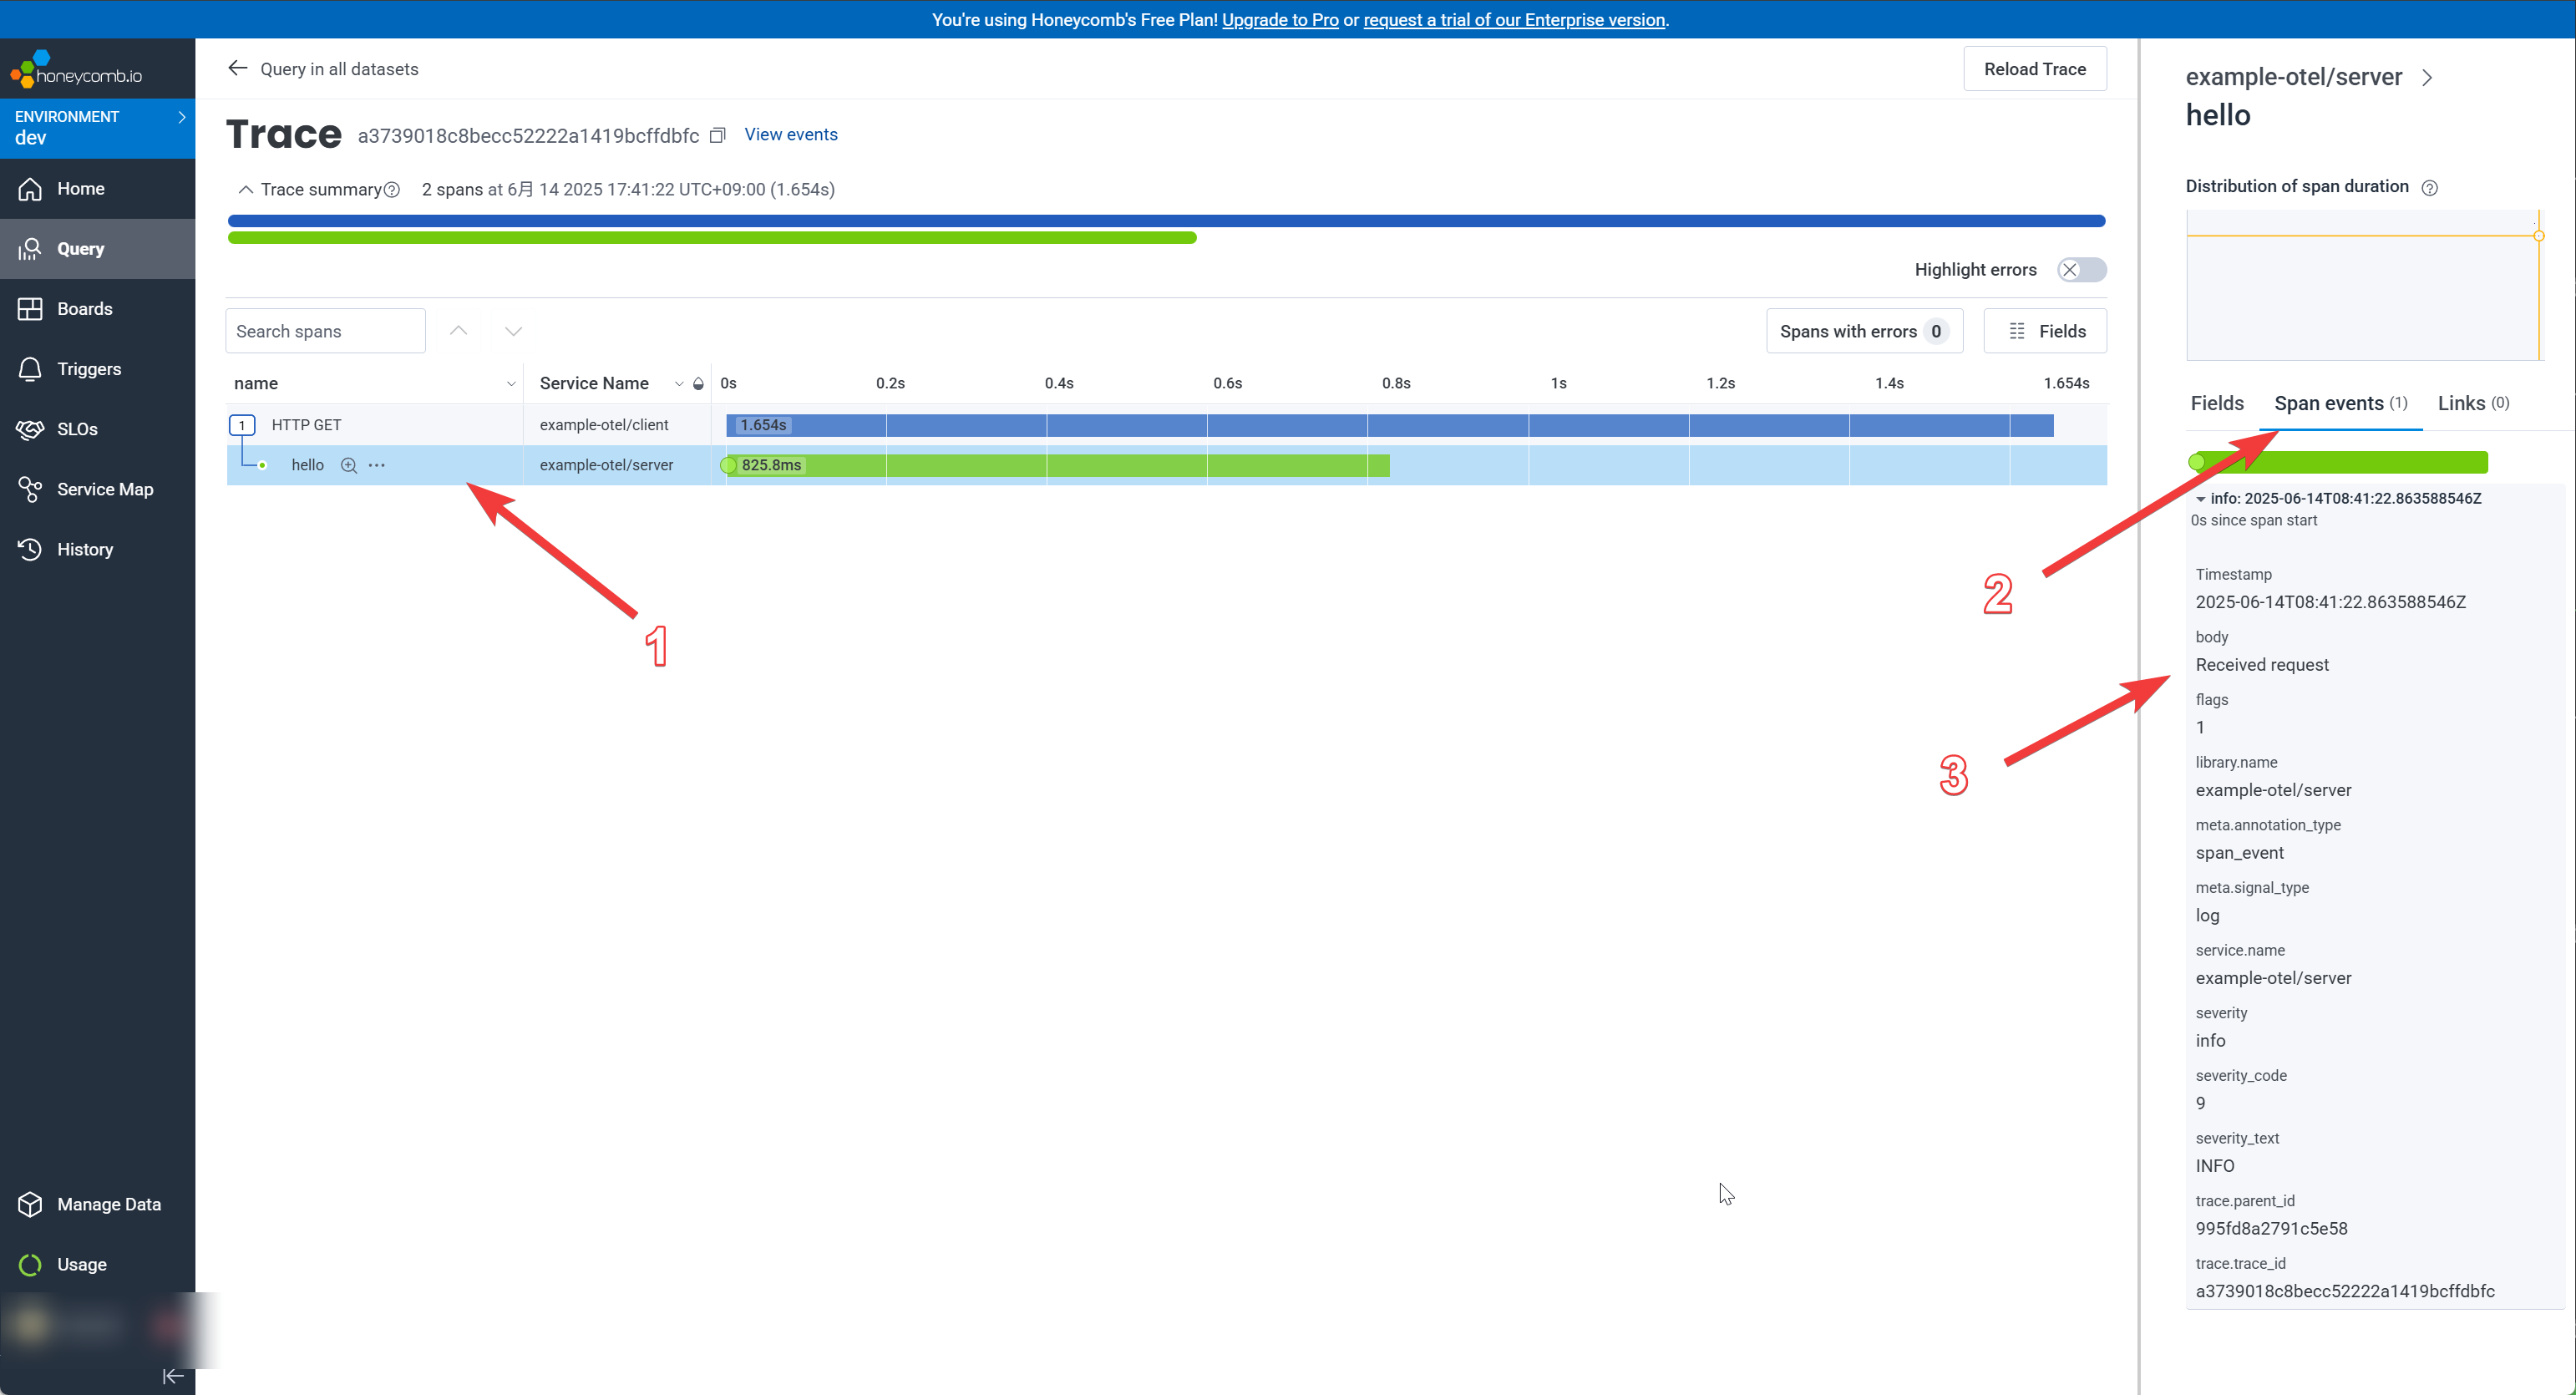 You're using Honeycomb's Free Plan! Upgrade to Pro or request a trial of our Enterprise version.
honeycomb.io
ENVIRONMENT
dev
Home
Query
Boards
Triggers
SLOs
Service Map
History
Manage Data
Usage
Query in all datasets
Reload Trace
Trace a3739018c8becc52222a1419bcffdbfc View events
Trace summary 2 spans at 6月 14 2025 17:41:22 UTC+09:00 (1.654s)
Highlight errors
Search spans
Spans with errors 0
Fields
name Service Name 0s 0.2s 0.4s 0.6s 0.8s 1s 1.2s 1.4s 1.654s
1 HTTP GET example-otel/client 1.654s
hello example-otel/server 825.8ms
1
2
3
example-otel/server
hello
Distribution of span duration
Fields Span events (1) Links (0)
info: 2025-06-14T08:41:22.863588546Z
0s since span start
Timestamp
2025-06-14T08:41:22.863588546Z
body
Received request
flags
1
library.name
example-otel/server
meta.annotation_type
span_event
meta.signal_type
log
service.name
example-otel/server
severity
info
severity_code
9
severity_text
INFO
trace.parent_id
995fd8a2791c5e58
trace.trace_id
a3739018c8becc52222a1419bcffdbfc